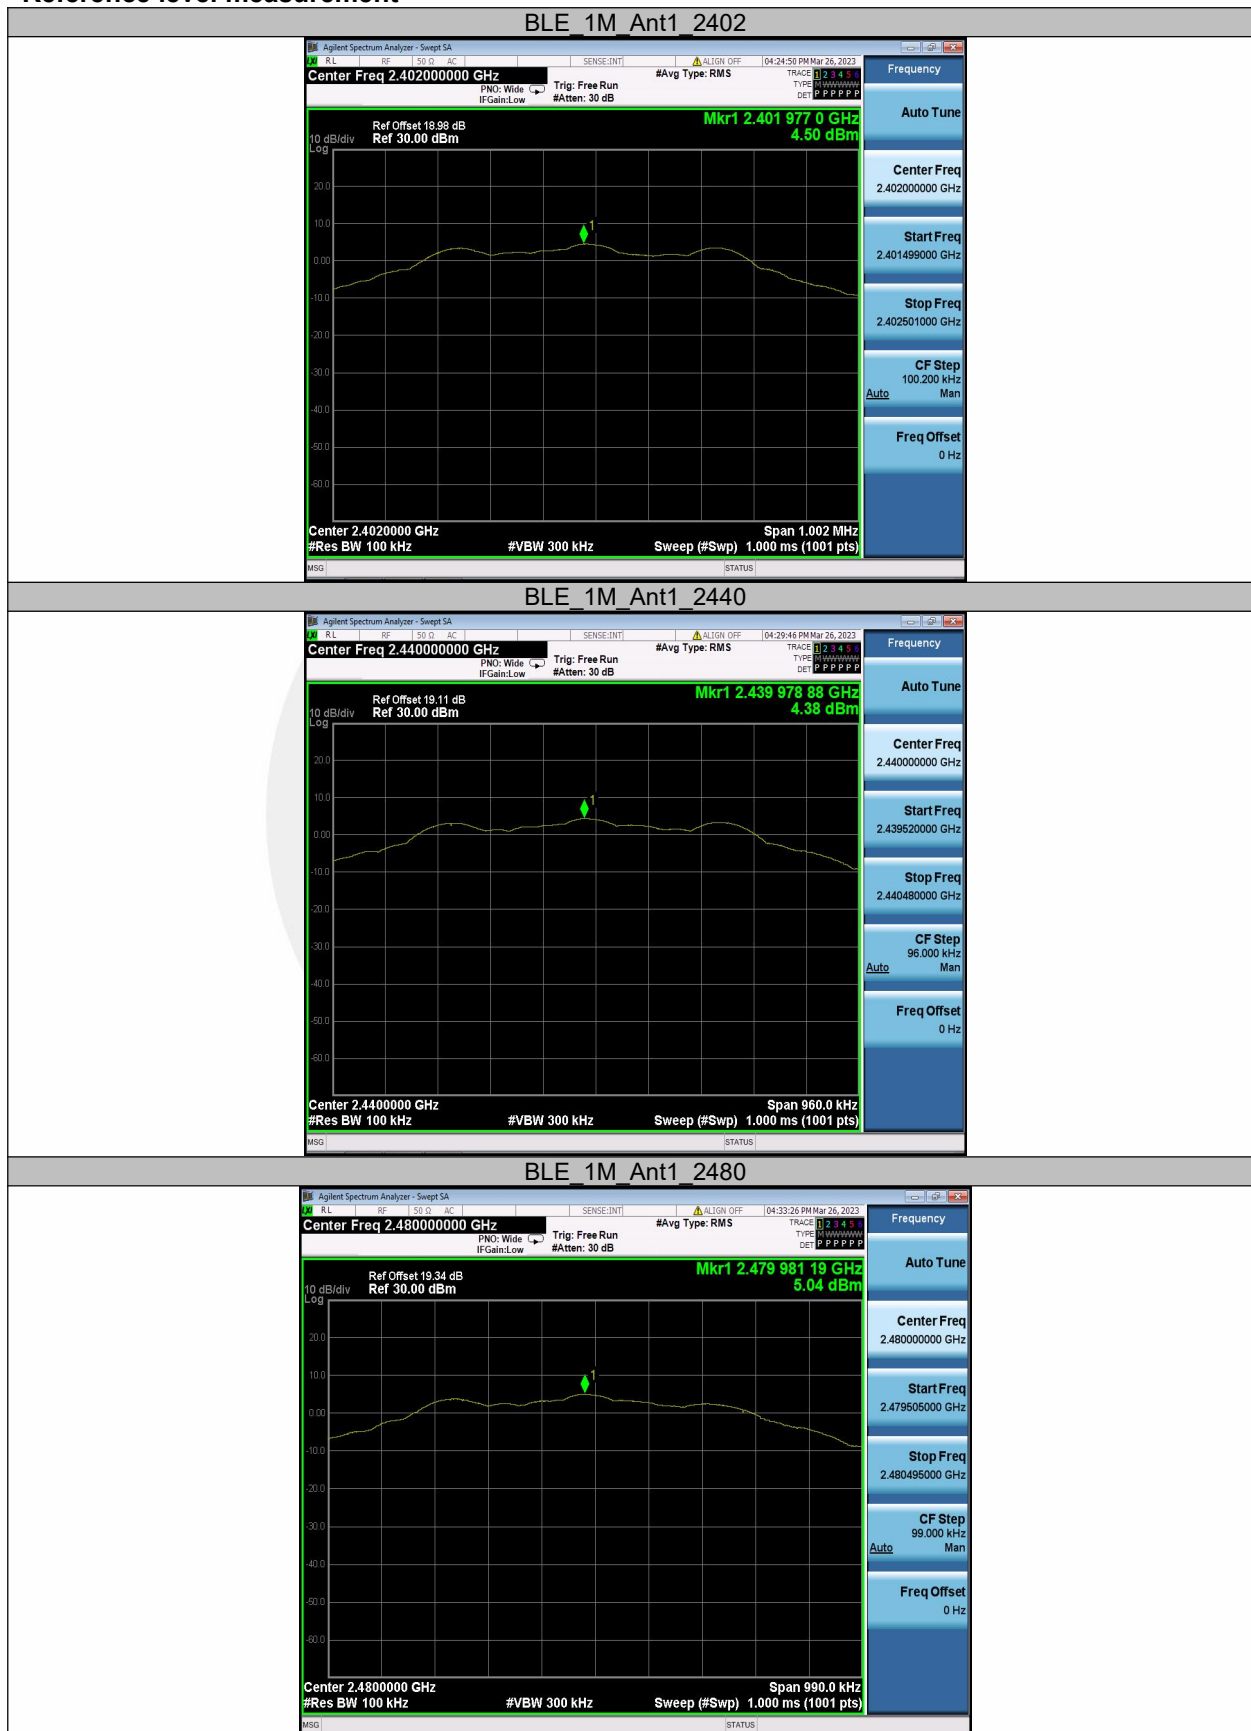 Reference level measurement
BLE_1M_Ant1_2402
Agilent Spectrum Analyzer - Swept SA
LXI RL RF 50 Ω AC SENSE:INT ALIGN OFF 04:24:50 PM Mar 26, 2023
Center Freq 2.402000000 GHz #Avg Type: RMS TRACE 1 2 3 4 5 6
PNO: Wide Trig: Free Run TYPE M W W W W W
IFGain:Low #Atten: 30 dB DET P P P P P P
Frequency
Auto Tune
Mkr1 2.401 977 0 GHz
4.50 dBm
Ref Offset 18.98 dB
10 dB/div Ref 30.00 dBm
Log
20.0
10.0
0.00
-10.0
-20.0
-30.0
-40.0
-50.0
-60.0
1
Center Freq
2.402000000 GHz
Start Freq
2.401499000 GHz
Stop Freq
2.402501000 GHz
CF Step
100.200 kHz
Auto Man
Freq Offset
0 Hz
Center 2.4020000 GHz Span 1.002 MHz
#Res BW 100 kHz #VBW 300 kHz Sweep (#Swp) 1.000 ms (1001 pts)
MSG STATUS
BLE_1M_Ant1_2440
Agilent Spectrum Analyzer - Swept SA
LXI RL RF 50 Ω AC SENSE:INT ALIGN OFF 04:29:46 PM Mar 26, 2023
Center Freq 2.440000000 GHz #Avg Type: RMS TRACE 1 2 3 4 5 6
PNO: Wide Trig: Free Run TYPE M W W W W W
IFGain:Low #Atten: 30 dB DET P P P P P P
Frequency
Auto Tune
Mkr1 2.439 978 88 GHz
4.38 dBm
Ref Offset 19.11 dB
10 dB/div Ref 30.00 dBm
Log
20.0
10.0
0.00
-10.0
-20.0
-30.0
-40.0
-50.0
-60.0
1
Center Freq
2.440000000 GHz
Start Freq
2.439520000 GHz
Stop Freq
2.440480000 GHz
CF Step
96.000 kHz
Auto Man
Freq Offset
0 Hz
Center 2.4400000 GHz Span 960.0 kHz
#Res BW 100 kHz #VBW 300 kHz Sweep (#Swp) 1.000 ms (1001 pts)
MSG STATUS
BLE_1M_Ant1_2480
Agilent Spectrum Analyzer - Swept SA
LXI RL RF 50 Ω AC SENSE:INT ALIGN OFF 04:33:26 PM Mar 26, 2023
Center Freq 2.480000000 GHz #Avg Type: RMS TRACE 1 2 3 4 5 6
PNO: Wide Trig: Free Run TYPE M W W W W W
IFGain:Low #Atten: 30 dB DET P P P P P P
Frequency
Auto Tune
Mkr1 2.479 981 19 GHz
5.04 dBm
Ref Offset 19.34 dB
10 dB/div Ref 30.00 dBm
Log
20.0
10.0
0.00
-10.0
-20.0
-30.0
-40.0
-50.0
-60.0
1
Center Freq
2.480000000 GHz
Start Freq
2.479505000 GHz
Stop Freq
2.480495000 GHz
CF Step
99.000 kHz
Auto Man
Freq Offset
0 Hz
Center 2.4800000 GHz Span 990.0 kHz
#Res BW 100 kHz #VBW 300 kHz Sweep (#Swp) 1.000 ms (1001 pts)
MSG STATUS